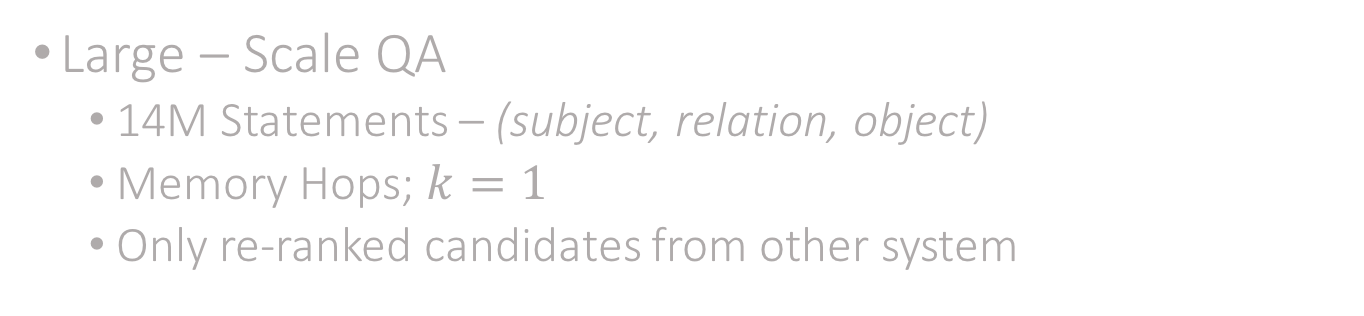 • Large – Scale QA
• 14M Statements – (subject, relation, object)
• Memory Hops; k = 1
• Only re-ranked candidates from other system